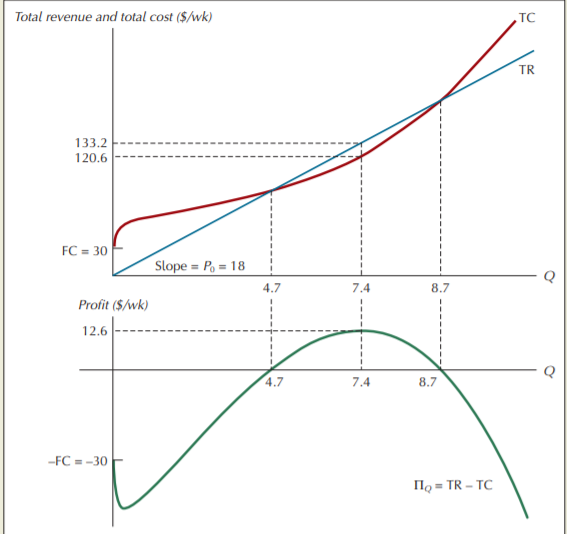 Total revenue and total cost ($/wk)
TC
TR
133.2
120.6
FC = 30
Slope = P₀ = 18
Q
4.7 7.4 8.7
Profit ($/wk)
12.6
Q
4.7 7.4 8.7
–FC = –30
Π_Q = TR – TC